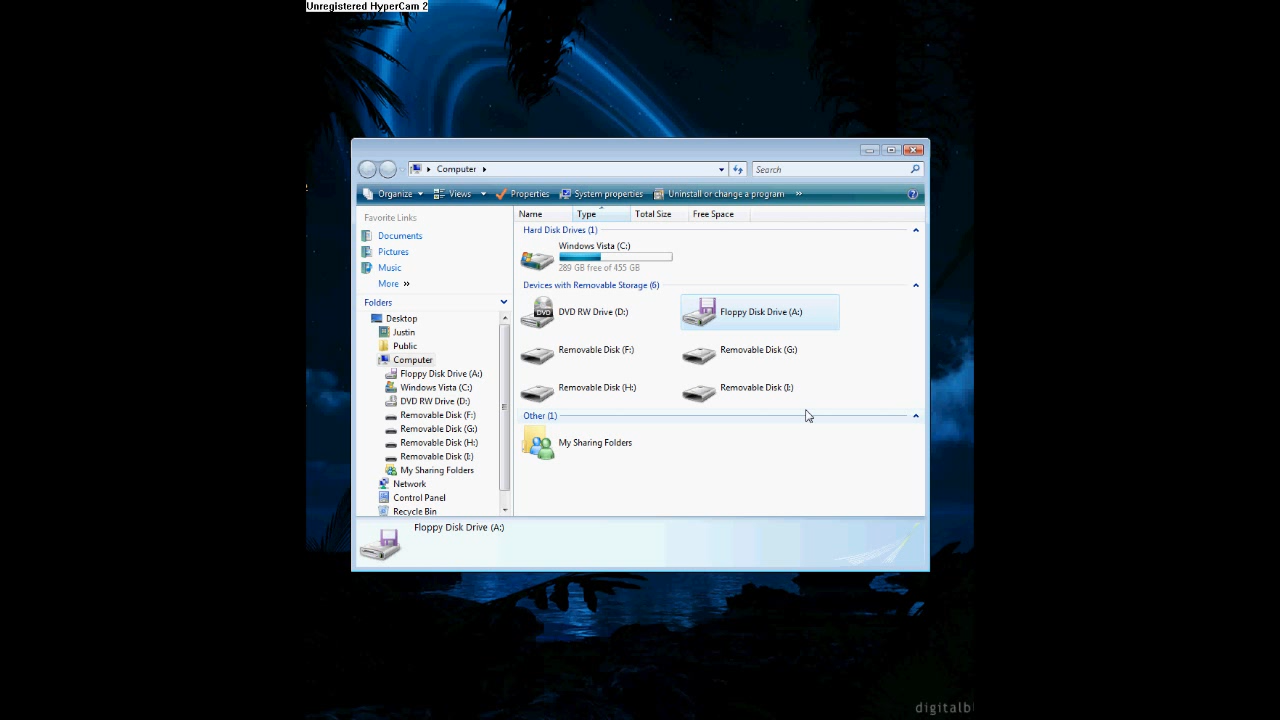 Unregistered HyperCam 2
Computer
Search
Organize Views Properties System properties Uninstall or change a program »
Favorite Links
Documents
Pictures
Music
More »
Folders
Desktop
Justin
Public
Computer
Floppy Disk Drive (A:)
Windows Vista (C:)
DVD RW Drive (D:)
Removable Disk (F:)
Removable Disk (G:)
Removable Disk (H:)
Removable Disk (I:)
My Sharing Folders
Network
Control Panel
Recycle Bin
Name Type Total Size Free Space
Hard Disk Drives (1)
Windows Vista (C:)
289 GB free of 455 GB
Devices with Removable Storage (6)
DVD
DVD RW Drive (D:) Floppy Disk Drive (A:)
Removable Disk (F:) Removable Disk (G:)
Removable Disk (H:) Removable Disk (I:)
Other (1)
My Sharing Folders
Floppy Disk Drive (A:)
digitalbl